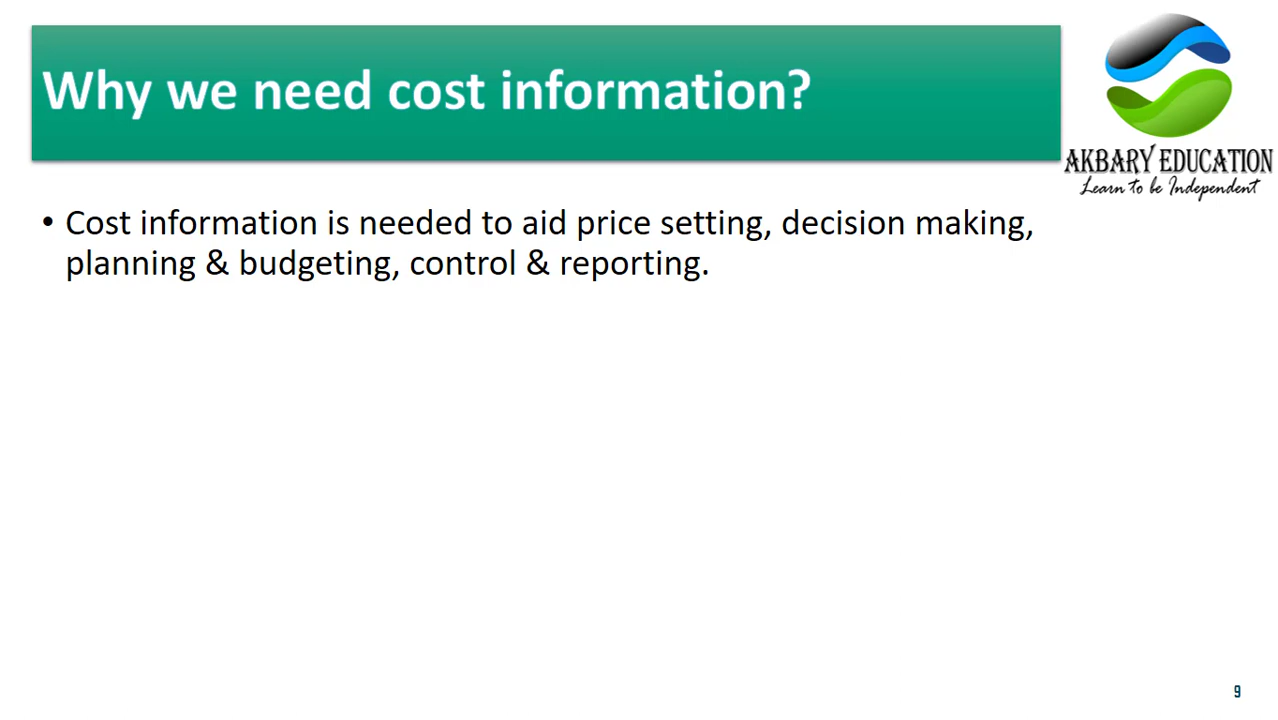 Why we need cost information?
AKBARY EDUCATION
Learn to be Independent
• Cost information is needed to aid price setting, decision making,
planning & budgeting, control & reporting.
9